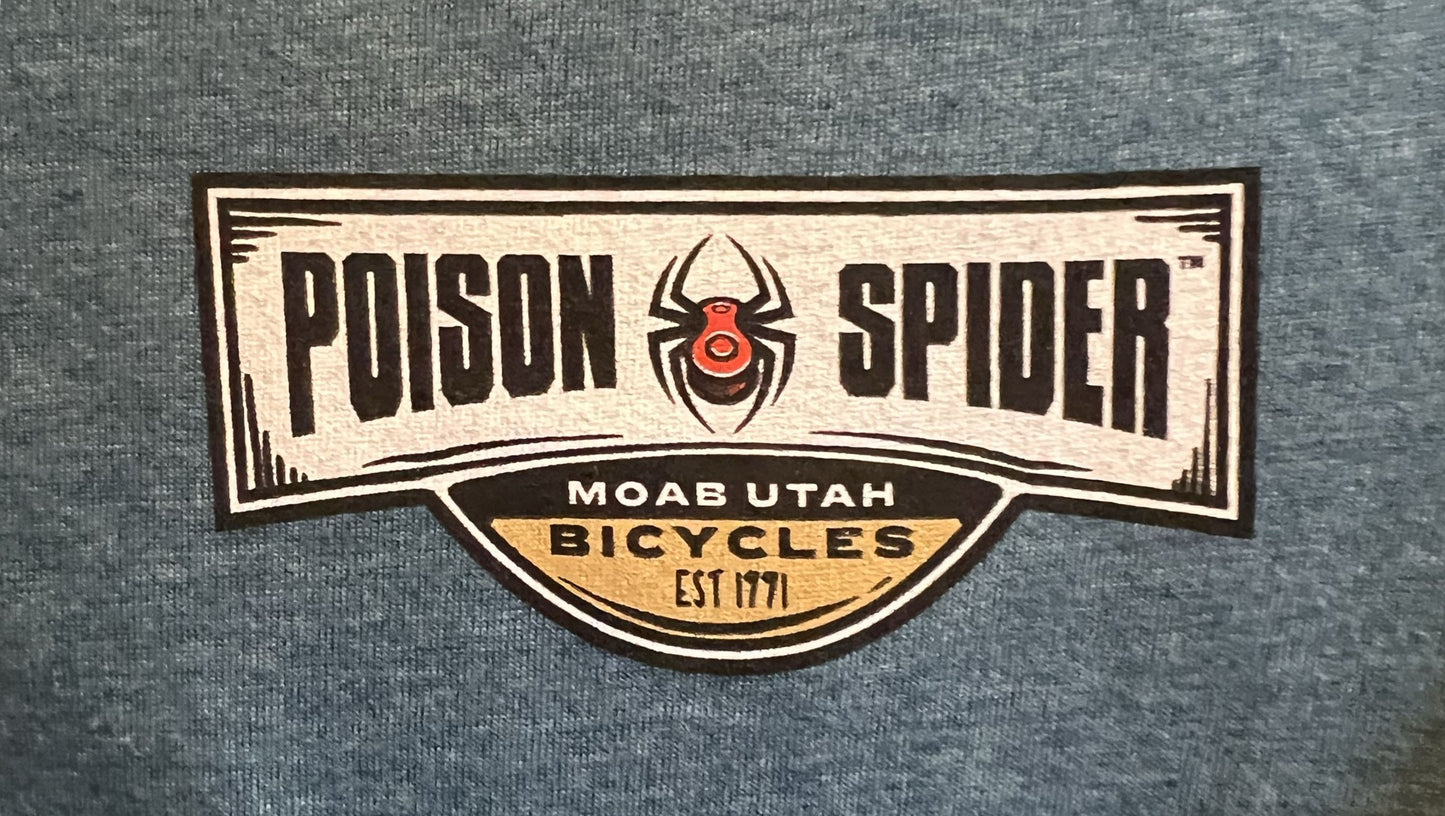 POISON SPIDER™
MOAB UTAH
BICYCLES
EST 1991